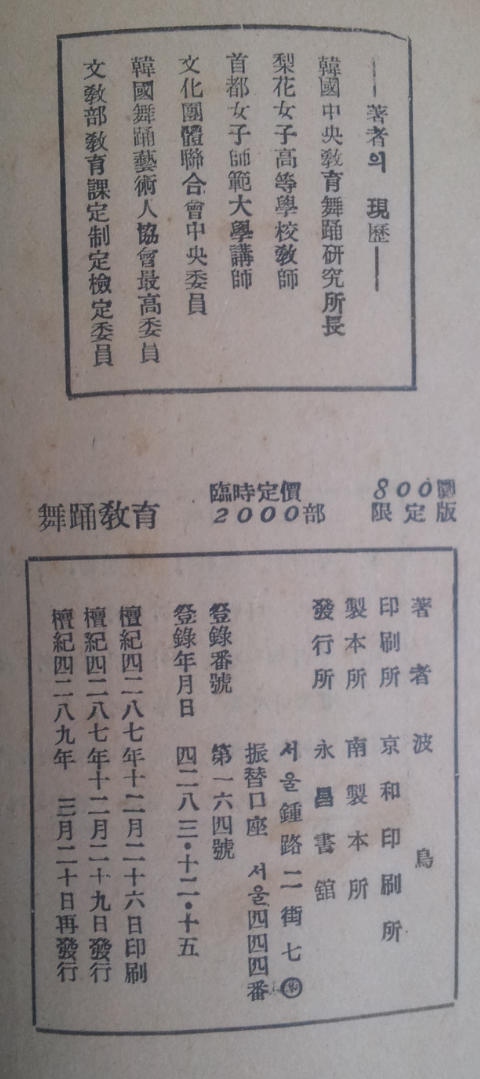 著者의 現歷
韓國中央敎育舞踊硏究所長
梨花女子高等學校敎師
首都女子師範大學講師
文化團體聯合會中央委員
韓國舞踊藝術人協會最高委員
文敎部敎育課定制定檢定委員
舞踊敎育
臨時定價 800圜
2000部 限定版
著者 波鳥
印刷所 京和印刷所
製本所 南製本所
發行所 永昌書舘
서울鍾路二街七
振替口座 서울四四四番
登錄番號 第一六四號
登錄年月日 四二八三・十二・十五
檀紀四二八七年十二月二十六日印刷
檀紀四二八七年十二月二十九日發行
檀紀四二八九年 三月二十日再發行